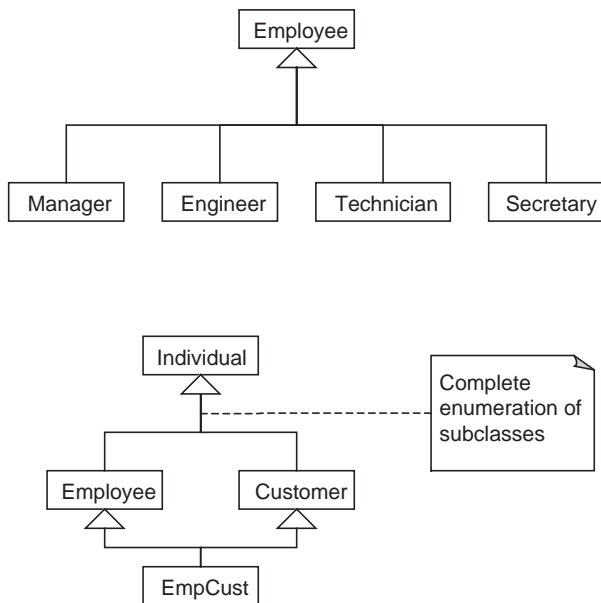 Employee
Manager
Engineer
Technician
Secretary
Individual
Complete
enumeration of
subclasses
Employee
Customer
EmpCust